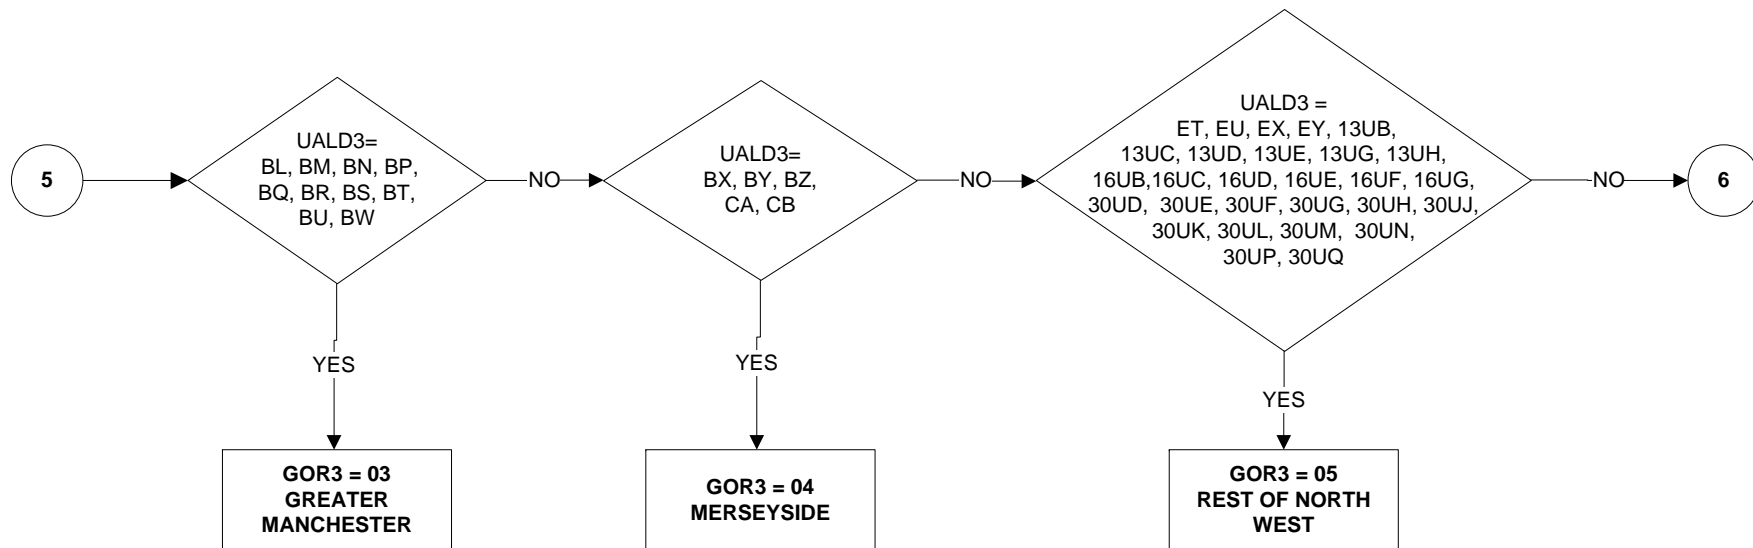 5
UALD3=
BL, BM, BN, BP,
BQ, BR, BS, BT,
BU, BW
NO
UALD3=
BX, BY, BZ,
CA, CB
NO
UALD3 =
ET, EU, EX, EY, 13UB,
13UC, 13UD, 13UE, 13UG, 13UH,
16UB,16UC, 16UD, 16UE, 16UF, 16UG,
30UD,  30UE, 30UF, 30UG, 30UH, 30UJ,
30UK, 30UL, 30UM,  30UN,
30UP, 30UQ
NO
6
YES
YES
YES
GOR3 = 03
GREATER
MANCHESTER
GOR3 = 04
MERSEYSIDE
GOR3 = 05
REST OF NORTH
WEST